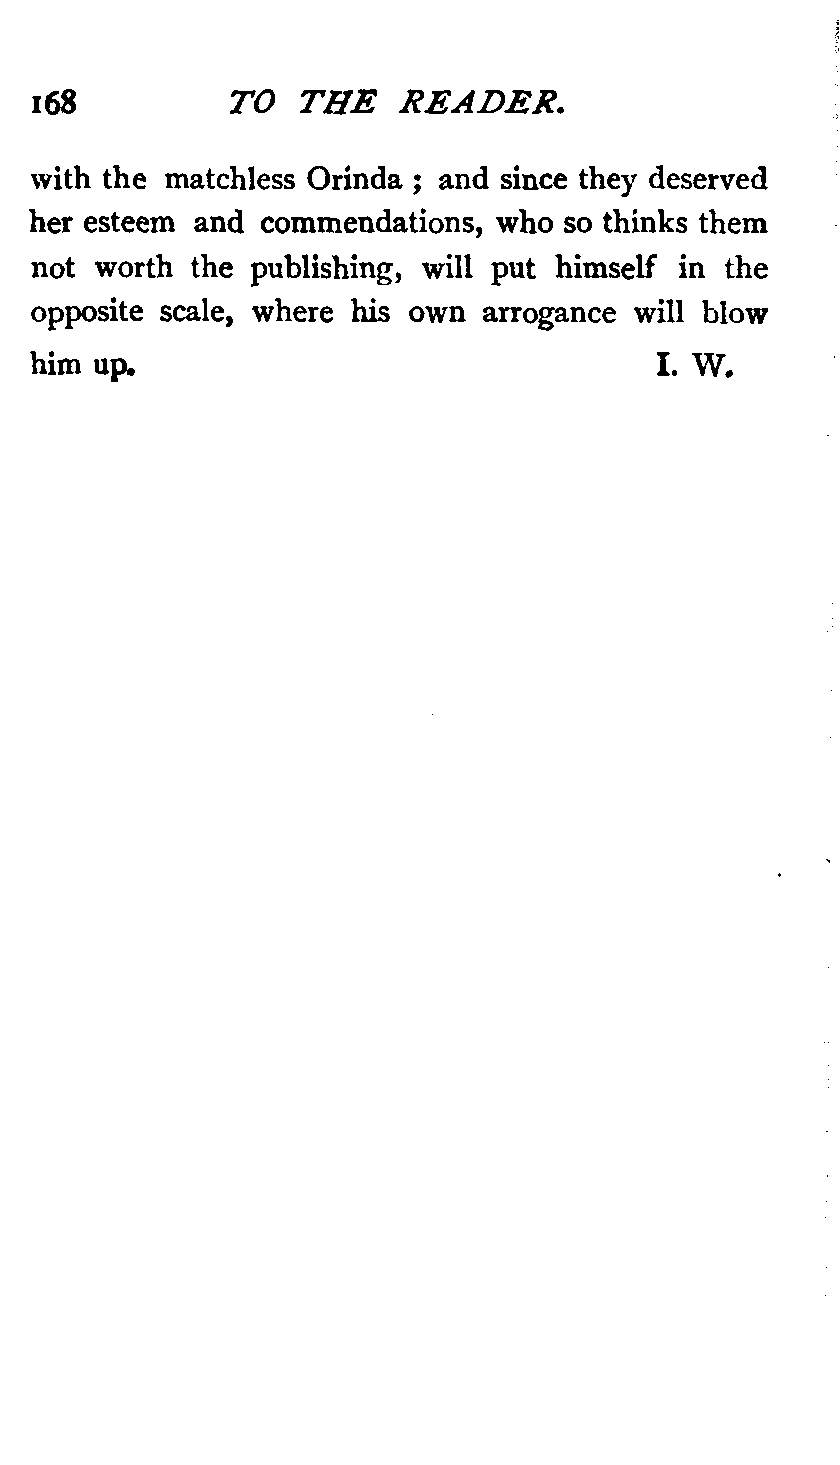 168 TO THE READER.
with the matchless Orinda ; and since they deserved
her esteem and commendations, who so thinks them
not worth the publishing, will put himself in the
opposite scale, where his own arrogance will blow
him up. I. W.